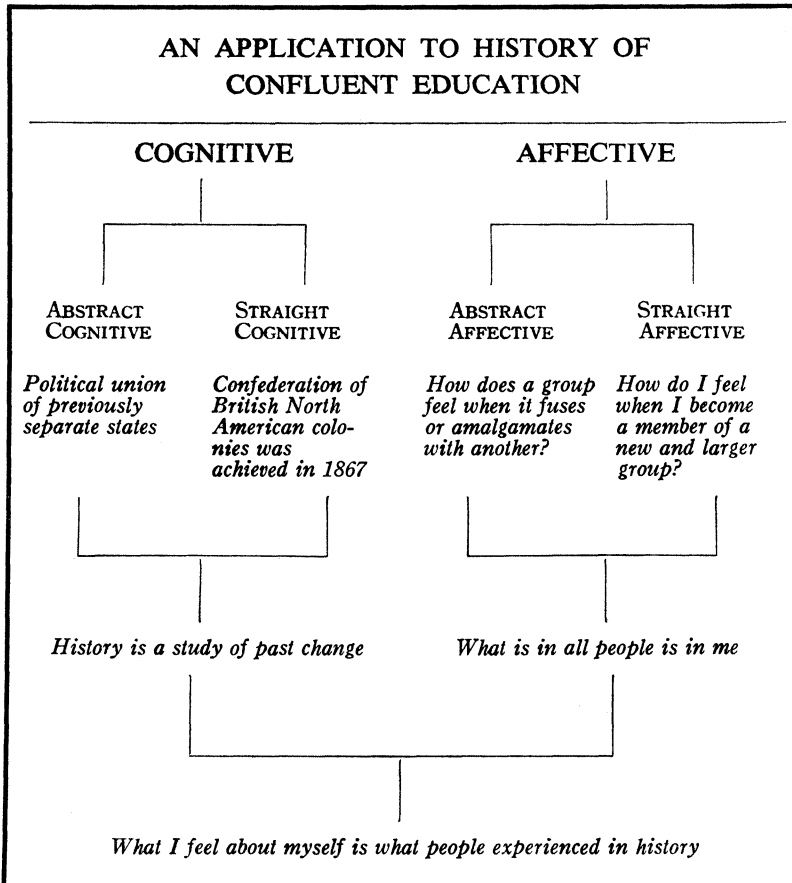 AN APPLICATION TO HISTORY OF
CONFLUENT EDUCATION
COGNITIVE
AFFECTIVE
ABSTRACT
COGNITIVE
STRAIGHT
COGNITIVE
ABSTRACT
AFFECTIVE
STRAIGHT
AFFECTIVE
Political union
of previously
separate states
Confederation of
British North
American colo-
nies was
achieved in 1867
How does a group
feel when it fuses
or amalgamates
with another?
How do I feel
when I become
a member of a
new and larger
group?
History is a study of past change
What is in all people is in me
What I feel about myself is what people experienced in history